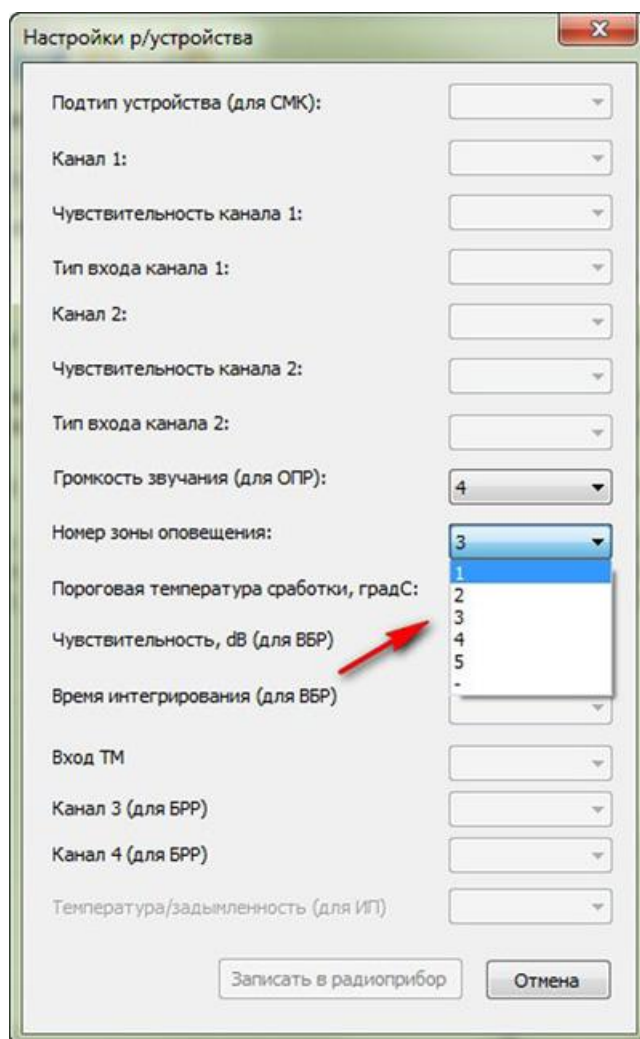 Настройки р/устройства
Подтип устройства (для СМК):
Канал 1:
Чувствительность канала 1:
Тип входа канала 1:
Канал 2:
Чувствительность канала 2:
Тип входа канала 2:
Громкость звучания (для ОПР): 4
Номер зоны оповещения: 3
1
2
3
4
5
-
Пороговая температура сработки, градС:
Чувствительность, dB (для ВБР)
Время интегрирования (для ВБР)
Вход ТМ
Канал 3 (для БРР)
Канал 4 (для БРР)
Температура/задымленность (для ИП)
Записать в радиоприбор Отмена